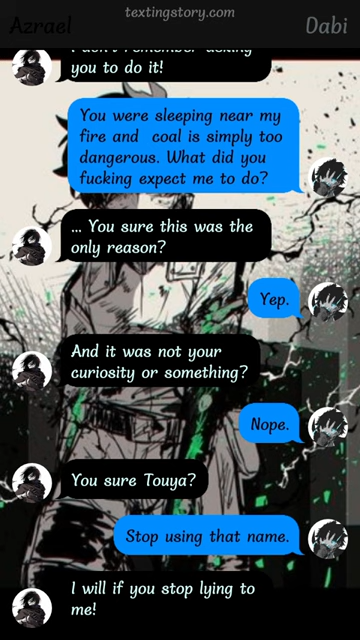 textingstory.com
Azrael
Dabi
I don't remember asking
you to do it!
You were sleeping near my
fire and coal is simply too
dangerous. What did you
fucking expect me to do?
... You sure this was the
only reason?
Yep.
And it was not your
curiosity or something?
Nope.
You sure Touya?
Stop using that name.
I will if you stop lying to
me!